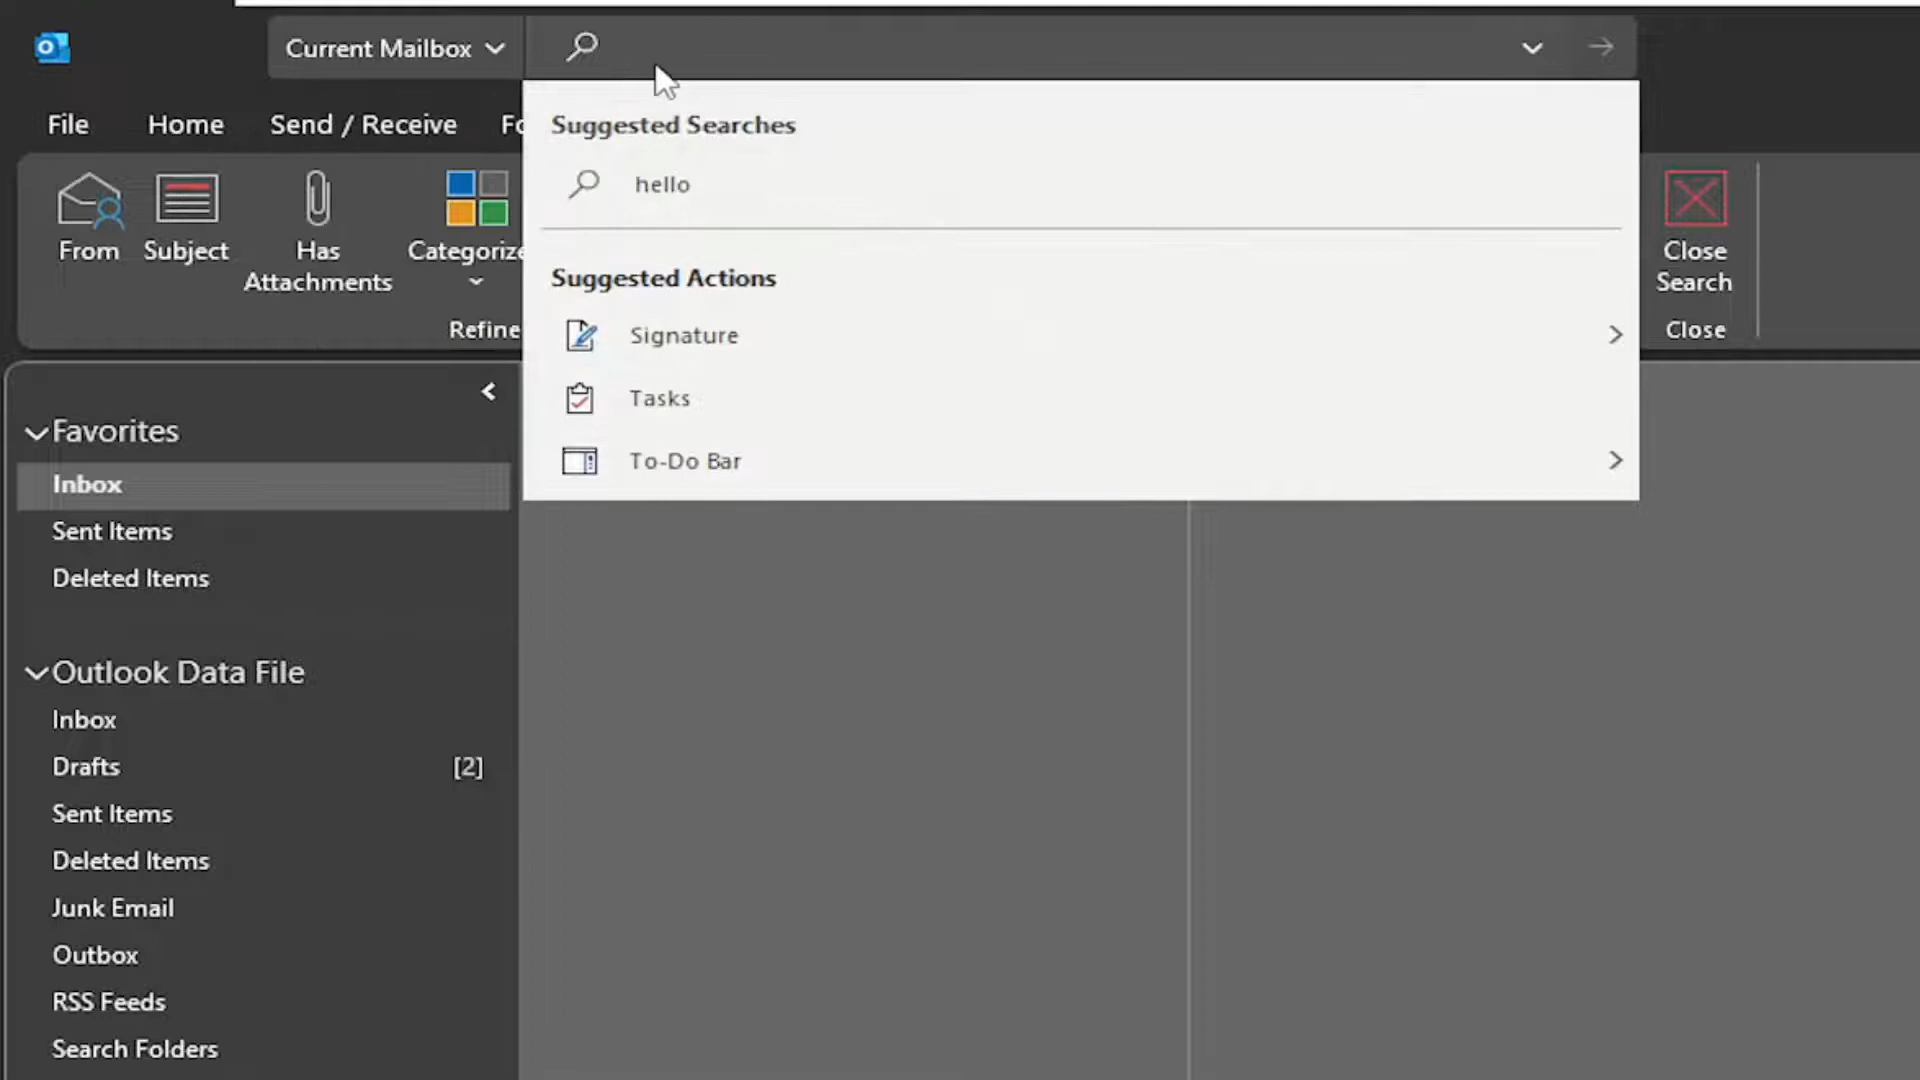 Current Mailbox
File Home Send / Receive Fo
Suggested Searches
hello
Suggested Actions
Signature
Tasks
To-Do Bar
From
Subject
Has
Attachments
Categorize
Refine
Close
Search
Close
Favorites
Inbox
Sent Items
Deleted Items
Outlook Data File
Inbox
Drafts [2]
Sent Items
Deleted Items
Junk Email
Outbox
RSS Feeds
Search Folders